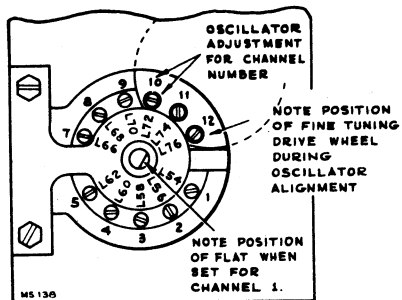 OSCILLATOR
ADJUSTMENT
FOR CHANNEL
NUMBER
10
11
12
9
8
7
NOTE POSITION
OF FINE TUNING
DRIVE WHEEL
DURING
OSCILLATOR
ALIGNMENT
L66
L68
L70
L72
L74
L76
L62
L60
L58
L56
L54
5
4
3
2
1
NOTE POSITION
OF FLAT WHEN
SET FOR
CHANNEL 1.
MS138